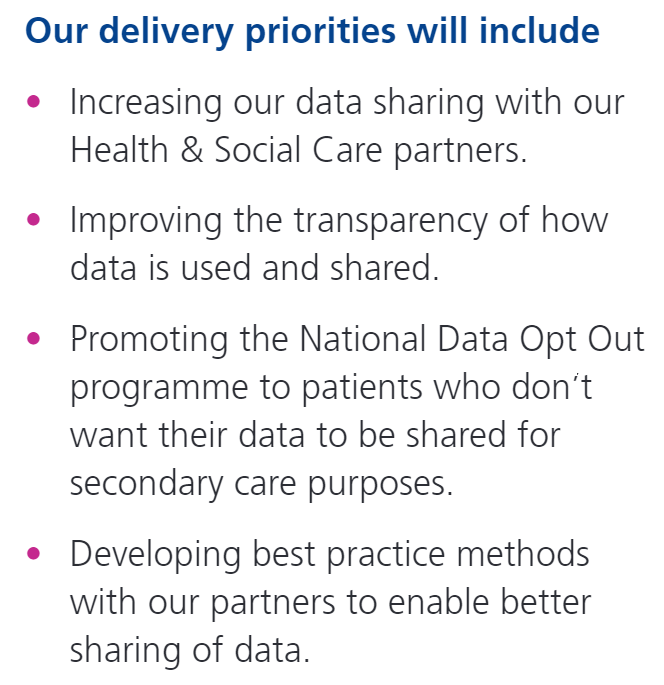 Our delivery priorities will include
• Increasing our data sharing with our
Health & Social Care partners.
• Improving the transparency of how
data is used and shared.
• Promoting the National Data Opt Out
programme to patients who don´t
want their data to be shared for
secondary care purposes.
• Developing best practice methods
with our partners to enable better
sharing of data.